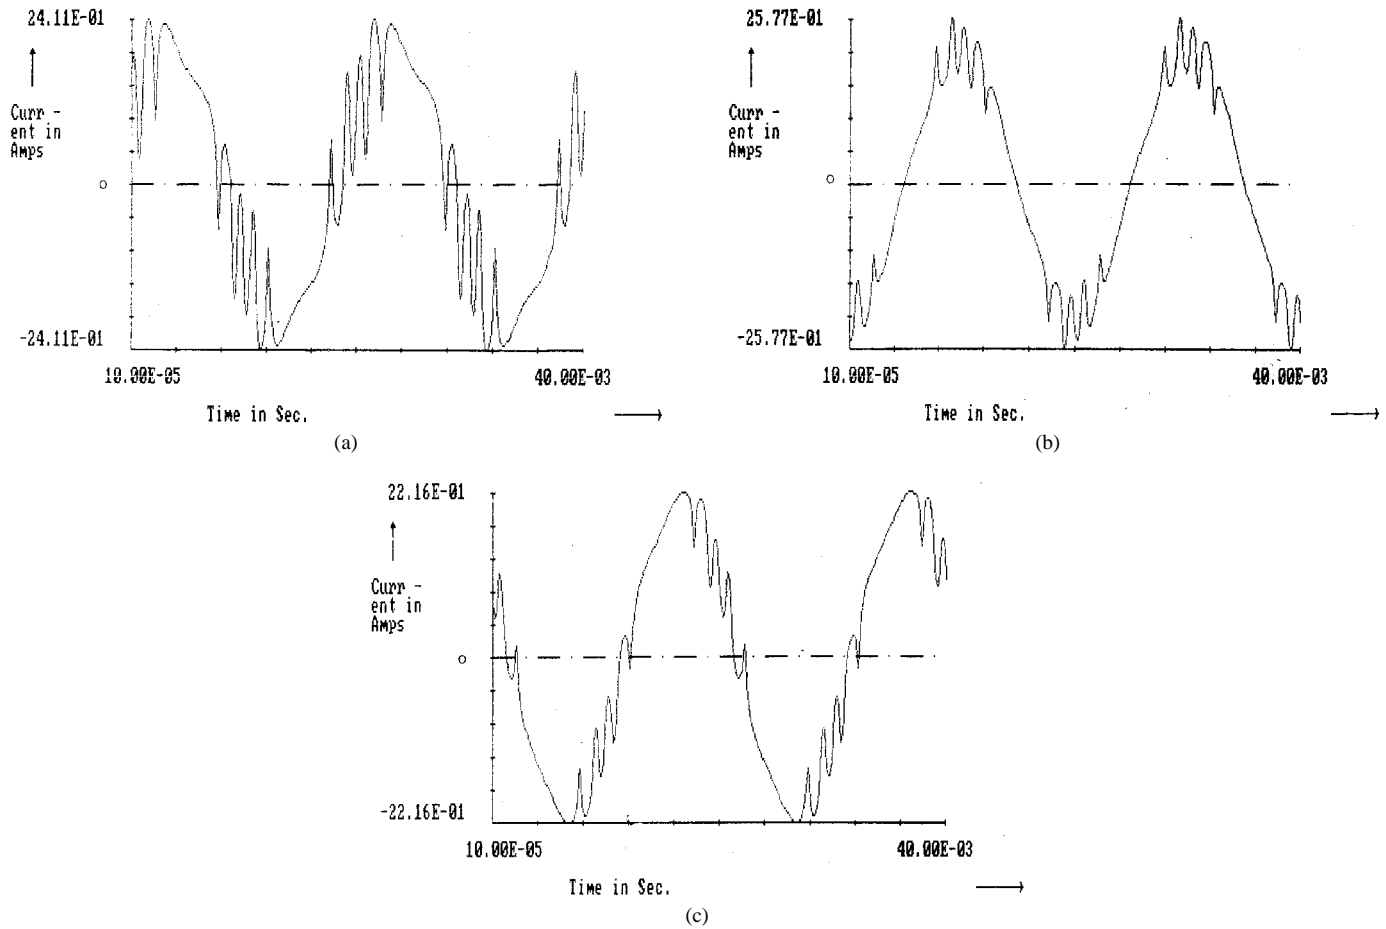 24.11E-01
Curr -
ent in
Amps
0
-24.11E-01
10.00E-05
40.00E-03
Time in Sec.
(a)
25.77E-01
Curr -
ent in
Amps
0
-25.77E-01
10.00E-05
40.00E-03
Time in Sec.
(b)
22.16E-01
Curr -
ent in
Amps
0
-22.16E-01
10.00E-05
40.00E-03
Time in Sec.
(c)